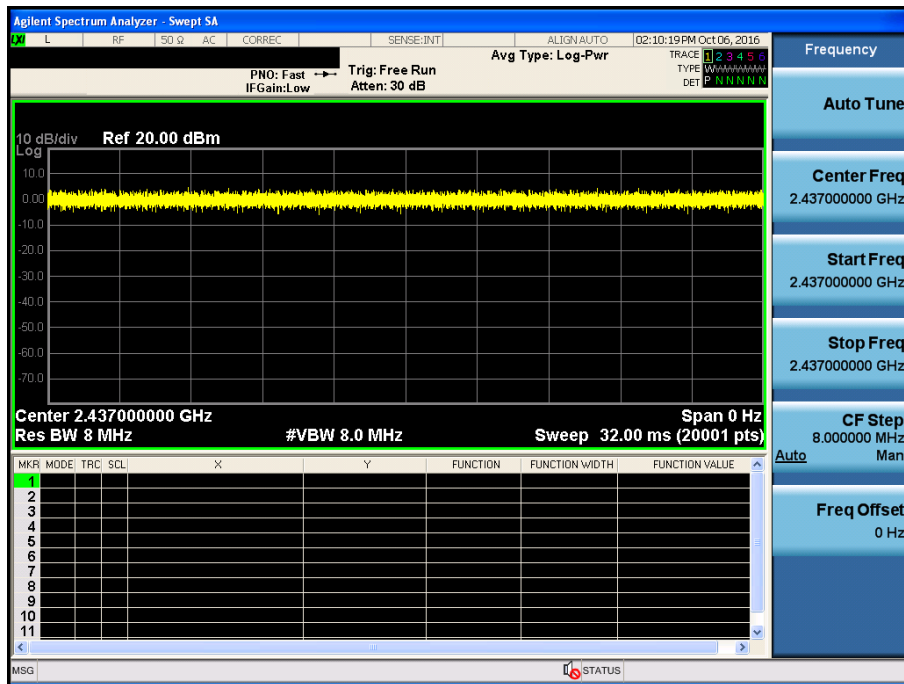 Agilent Spectrum Analyzer - Swept SA
LXI L RF 50 Ω AC CORREC SENSE:INT ALIGN AUTO 02:10:19 PM Oct 06, 2016
Avg Type: Log-Pwr
TRACE 1 2 3 4 5 6
TYPE WWWWWW
DET P N N N N N
PNO: Fast
IFGain:Low
Trig: Free Run
Atten: 30 dB
10 dB/div Ref 20.00 dBm
Log
10.0
0.00
-10.0
-20.0
-30.0
-40.0
-50.0
-60.0
-70.0
Center 2.437000000 GHz Span 0 Hz
Res BW 8 MHz #VBW 8.0 MHz Sweep 32.00 ms (20001 pts)
MKR MODE TRC SCL X Y FUNCTION FUNCTION WIDTH FUNCTION VALUE
1
2
3
4
5
6
7
8
9
10
11
MSG STATUS
Frequency
Auto Tune
Center Freq
2.437000000 GHz
Start Freq
2.437000000 GHz
Stop Freq
2.437000000 GHz
CF Step
8.000000 MHz
Auto Man
Freq Offset
0 Hz